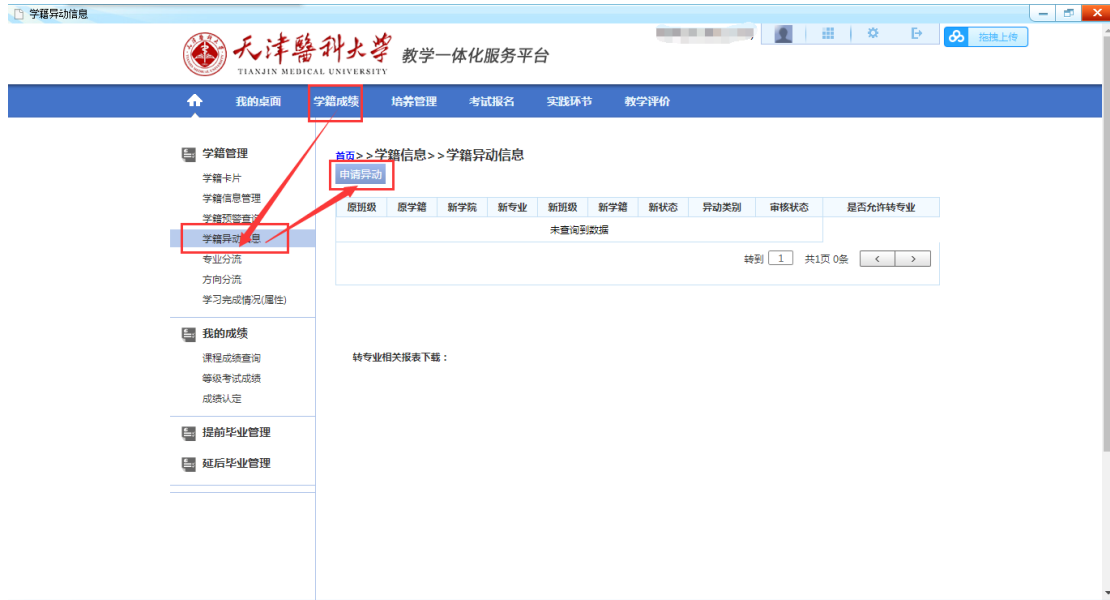 学籍异动信息
天津醫科大学 教学一体化服务平台
TIANJIN MEDICAL UNIVERSITY
拖拽上传
我的桌面 学籍成绩 培养管理 考试报名 实践环节 教学评价
学籍管理
学籍卡片
学籍信息管理
学籍预警查询
学籍异动信息
专业分流
方向分流
学习完成情况(属性)
我的成绩
课程成绩查询
等级考试成绩
成绩认定
提前毕业管理
延后毕业管理
首页>>学籍信息>>学籍异动信息
申请异动
原班级 原学籍 新学院 新专业 新班级 新学籍 新状态 异动类别 审核状态 是否允许转专业
未查询到数据
转到 1 共1页 0条 < >
转专业相关报表下载：